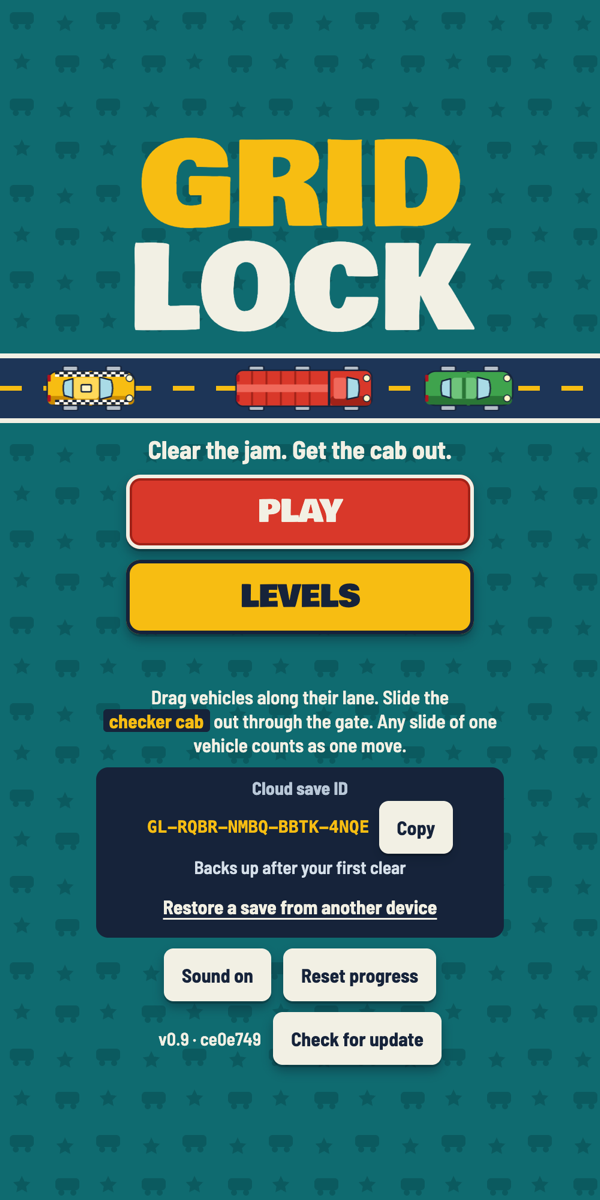 GRID
LOCK
Clear the jam. Get the cab out.
PLAY
LEVELS
Drag vehicles along their lane. Slide the
checker cab out through the gate. Any slide of one
vehicle counts as one move.
Cloud save ID
GL–RQBR–NMBQ–BBTK–4NQE Copy
Backs up after your first clear
Restore a save from another device
Sound on Reset progress
v0.9 · ce0e749 Check for update